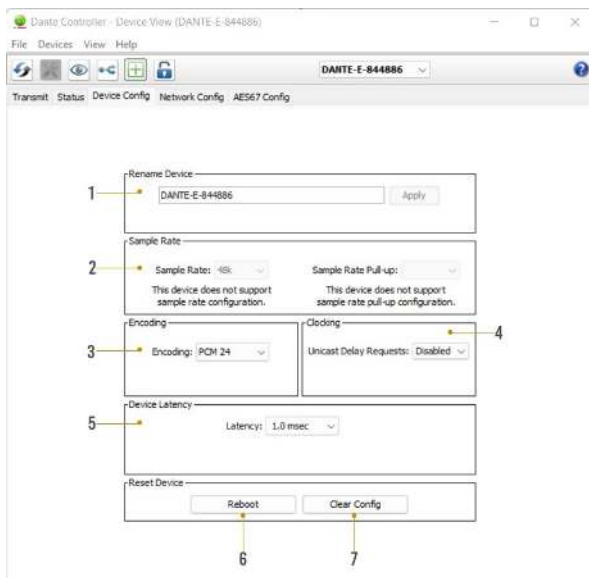 Dante Controller - Device View (DANTE-E-844886)
File Devices View Help
DANTE-E-844886
?
Transmit Status Device Config Network Config AES67 Config
Rename Device
1
DANTE-E-844886
Apply
Sample Rate
2
Sample Rate: 48k
Sample Rate Pull-up:
This device does not support
sample rate configuration.
This device does not support
sample rate pull-up configuration.
Encoding
Clocking
4
3
Encoding: PCM 24
Unicast Delay Requests: Disabled
Device Latency
5
Latency: 1.0 msec
Reset Device
Reboot
Clear Config
6
7